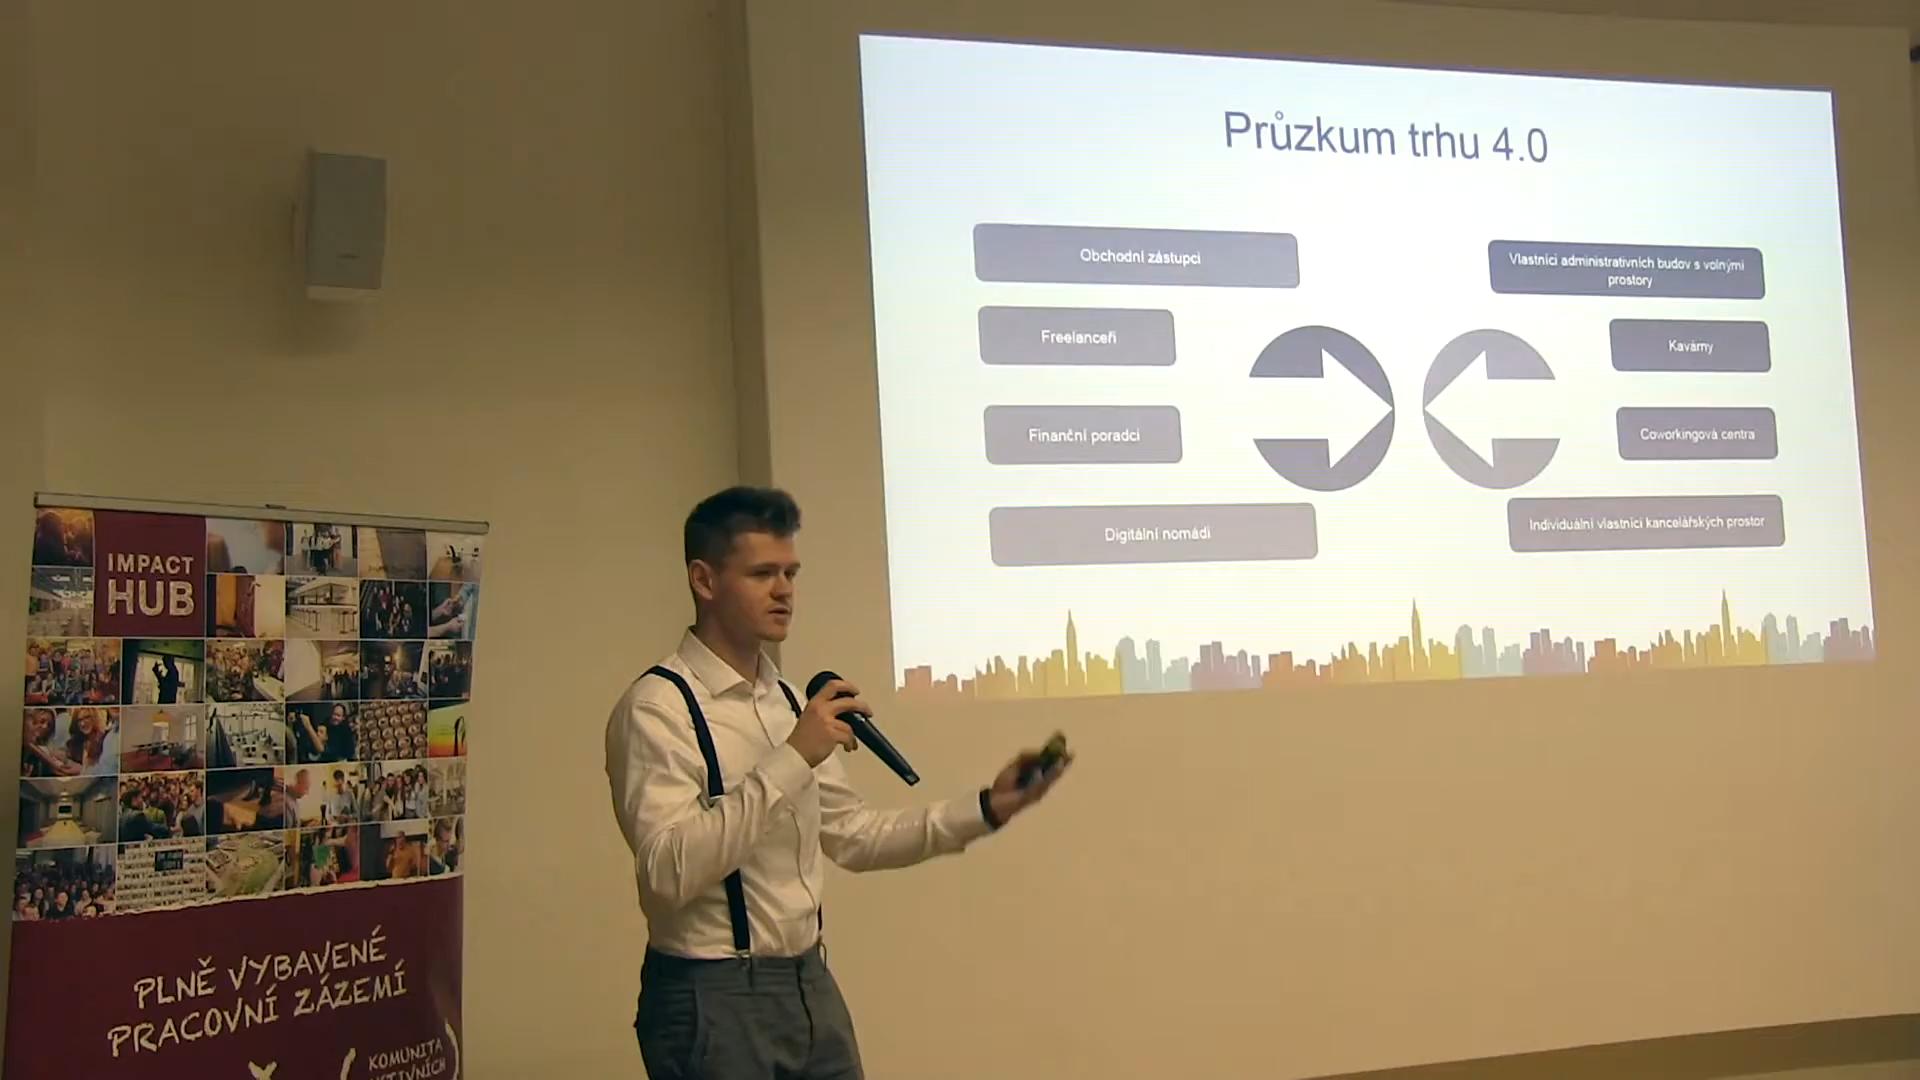 Průzkum trhu 4.0
Obchodní zástupci
Freelanceři
Finanční poradci
Digitální nomádi
Vlastníci administrativních budov s volnými
prostory
Kavárny
Coworkingová centra
Individuální vlastníci kancelářských prostor
IMPACT
HUB
PLNĚ VYBAVENÉ
PRACOVNÍ ZÁZEMÍ
KOMUNITA